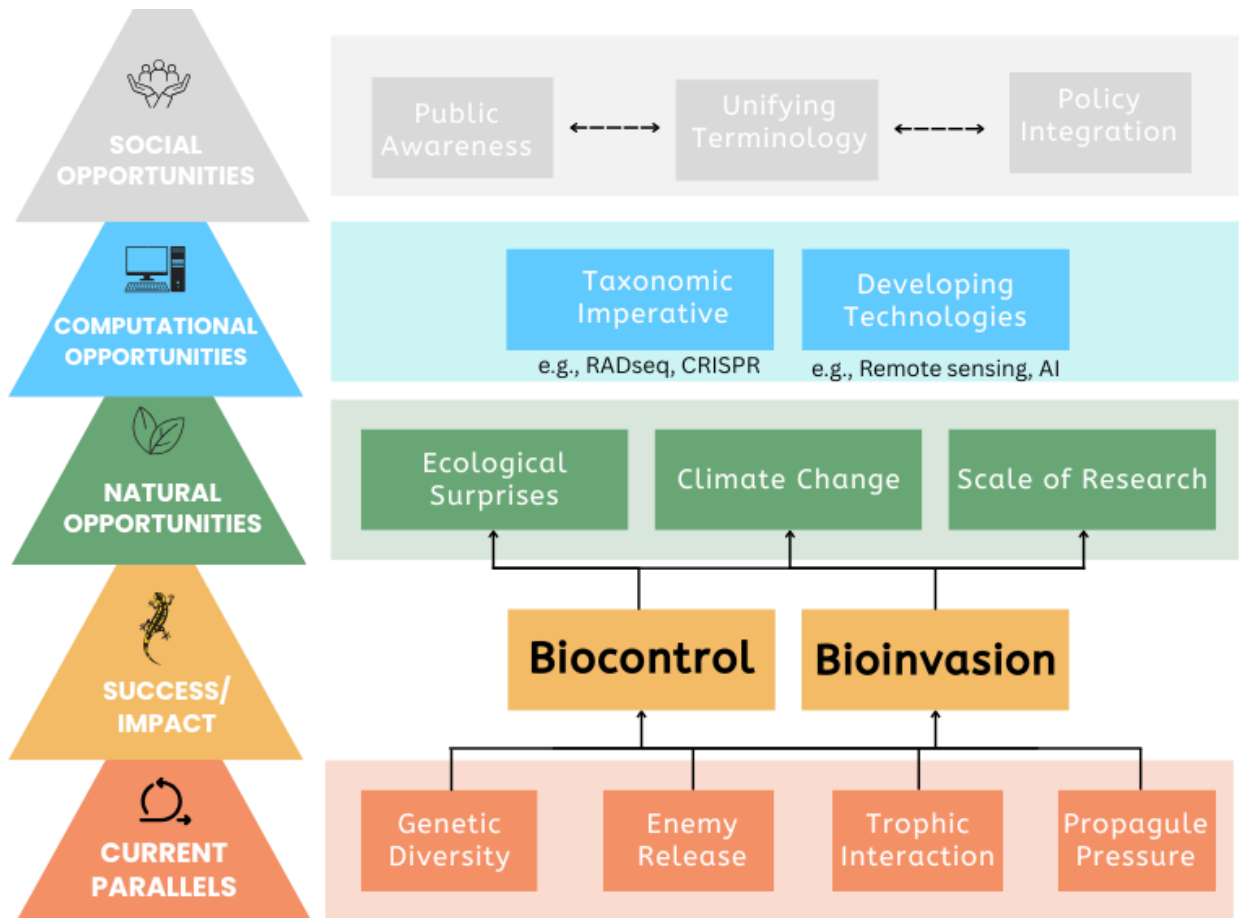 SOCIAL
OPPORTUNITIES
Public
Awareness
Unifying
Terminology
Policy
Integration
COMPUTATIONAL
OPPORTUNITIES
Taxonomic
Imperative
e.g., RADseq, CRISPR
Developing
Technologies
e.g., Remote sensing, AI
NATURAL
OPPORTUNITIES
Ecological
Surprises
Climate Change
Scale of Research
SUCCESS/
IMPACT
Biocontrol
Bioinvasion
CURRENT
PARALLELS
Genetic
Diversity
Enemy
Release
Trophic
Interaction
Propagule
Pressure